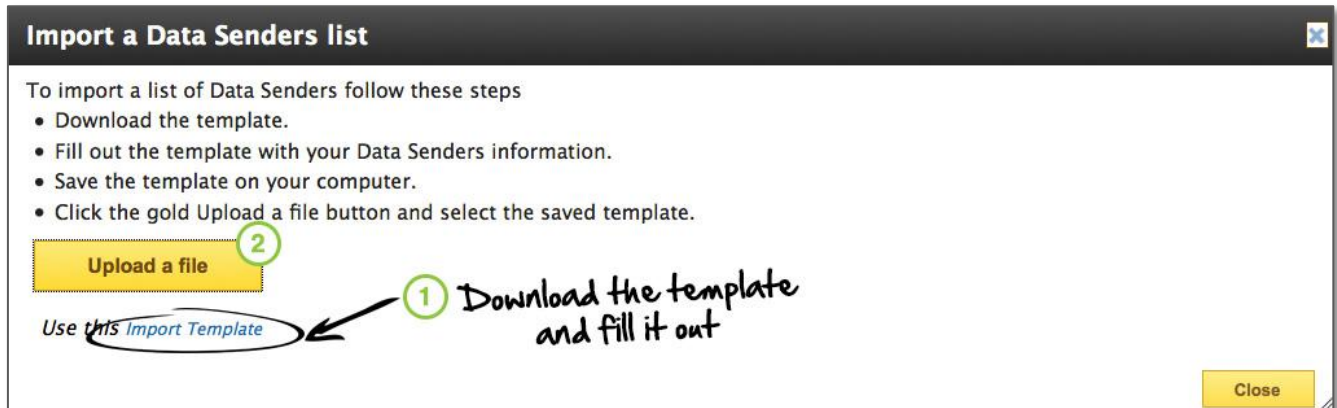 Import a Data Senders list
To import a list of Data Senders follow these steps
• Download the template.
• Fill out the template with your Data Senders information.
• Save the template on your computer.
• Click the gold Upload a file button and select the saved template.
2
Upload a file
1 Download the template
and fill it out
Use this Import Template
Close